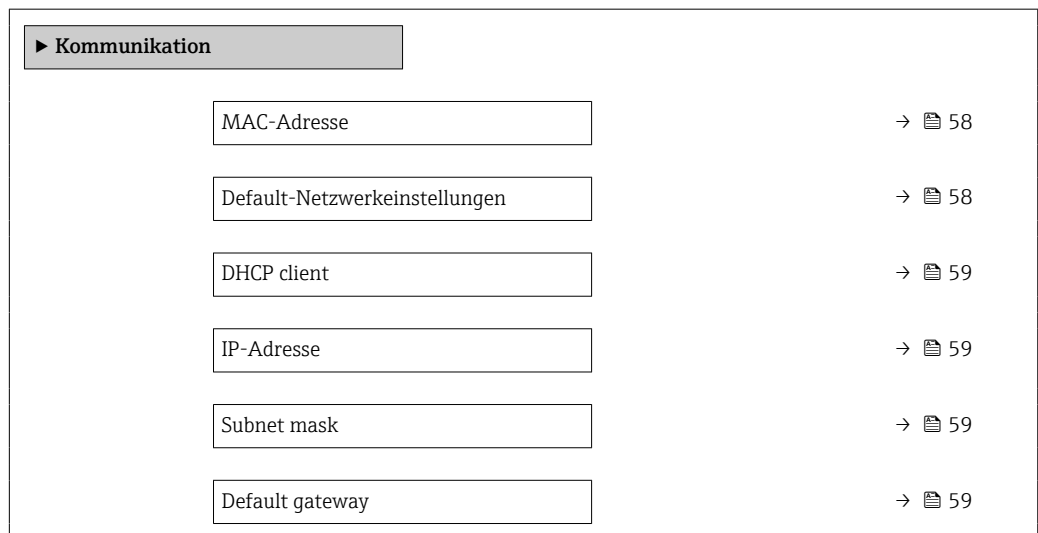 ▶ Kommunikation
MAC-Adresse → 58
Default-Netzwerkeinstellungen → 58
DHCP client → 59
IP-Adresse → 59
Subnet mask → 59
Default gateway → 59